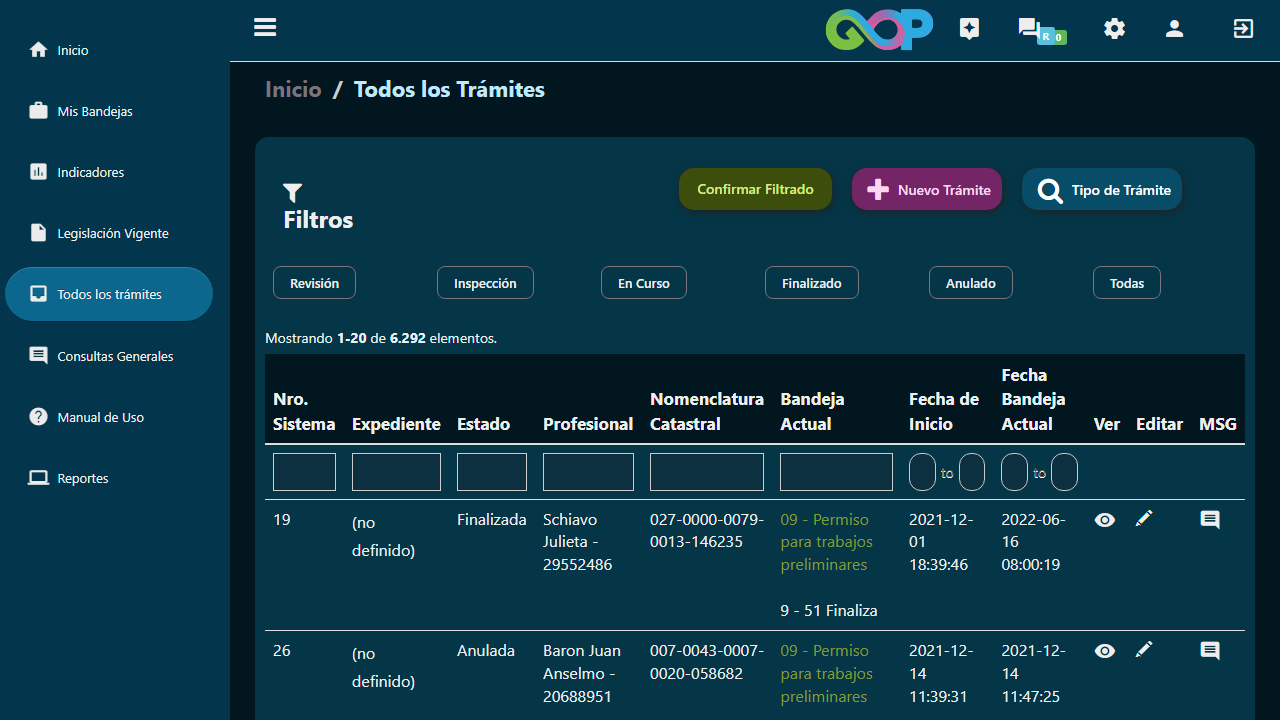 Inicio
Mis Bandejas
Indicadores
Legislación Vigente
Todos los trámites
Consultas Generales
Manual de Uso
Reportes
GOP
R 0
Inicio / Todos los Trámites
Filtros
Confirmar Filtrado
Nuevo Trámite
Tipo de Trámite
Revisión
Inspección
En Curso
Finalizado
Anulado
Todas
Mostrando 1-20 de 6.292 elementos.
Nro. Sistema
Expediente
Estado
Profesional
Nomenclatura Catastral
Bandeja Actual
Fecha de Inicio
Fecha Bandeja Actual
Ver
Editar
MSG
to
to
19
(no definido)
Finalizada
Schiavo Julieta - 29552486
027-0000-0079-0013-146235
09 - Permiso para trabajos preliminares
9 - 51 Finaliza
2021-12-01 18:39:46
2022-06-16 08:00:19
26
(no definido)
Anulada
Baron Juan Anselmo - 20688951
007-0043-0007-0020-058682
09 - Permiso para trabajos preliminares
2021-12-14 11:39:31
2021-12-14 11:47:25